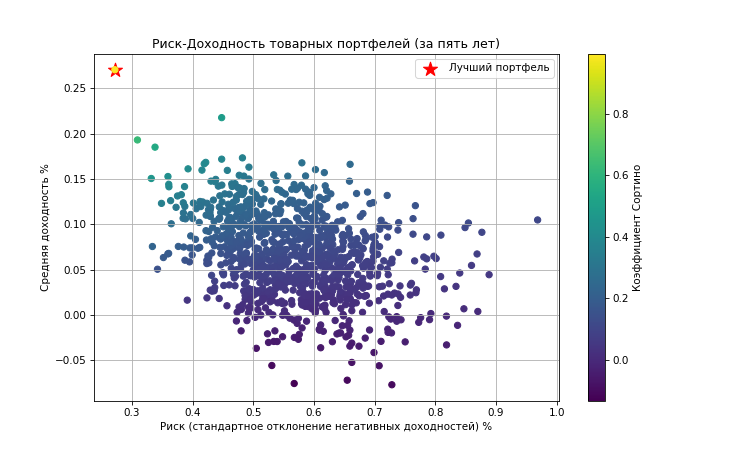 Риск-Доходность товарных портфелей (за пять лет)
Лучший портфель
Средняя доходность %
0.25
0.20
0.15
0.10
0.05
0.00
−0.05
0.3 0.4 0.5 0.6 0.7 0.8 0.9 1.0
Риск (стандартное отклонение негативных доходностей) %
0.8
0.6
0.4
0.2
0.0
Коэффициент Сортино